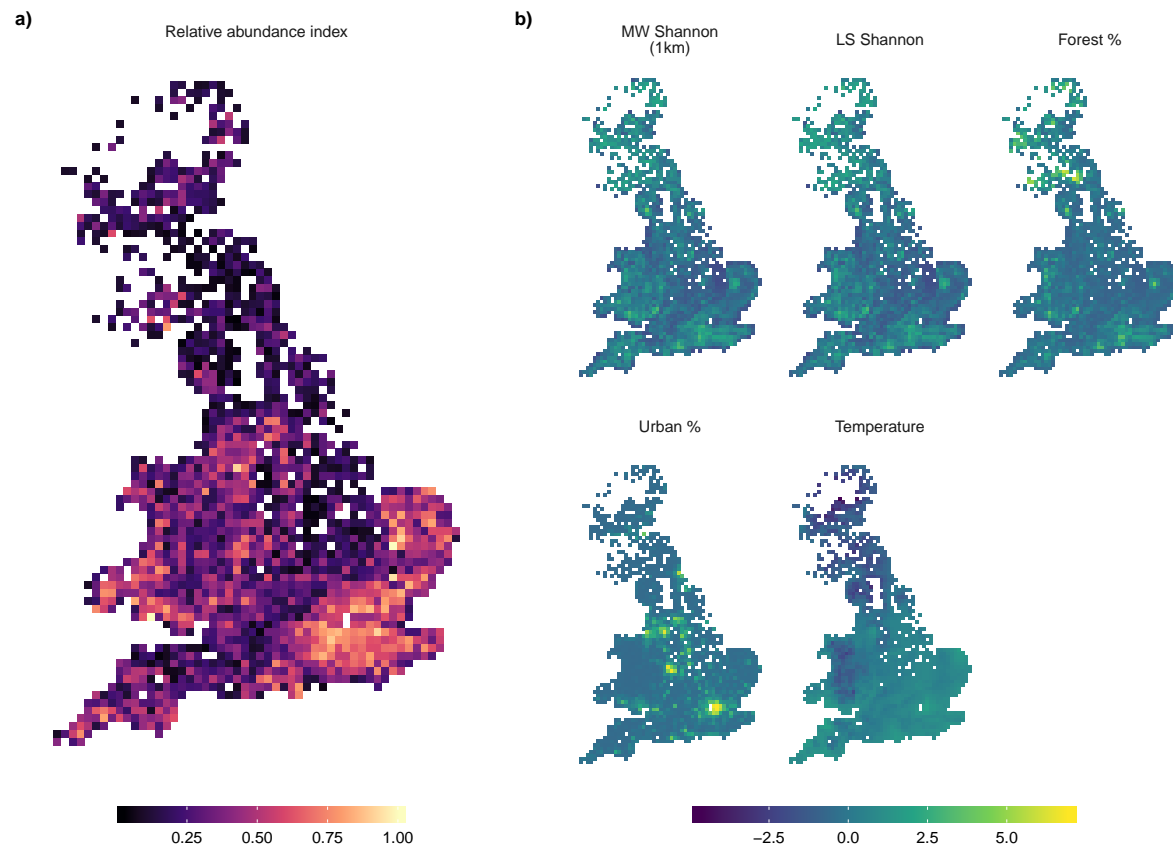 a)
Relative abundance index
0.25 0.50 0.75 1.00
b)
MW Shannon
(1km)
LS Shannon
Forest %
Urban %
Temperature
−2.5 0.0 2.5 5.0